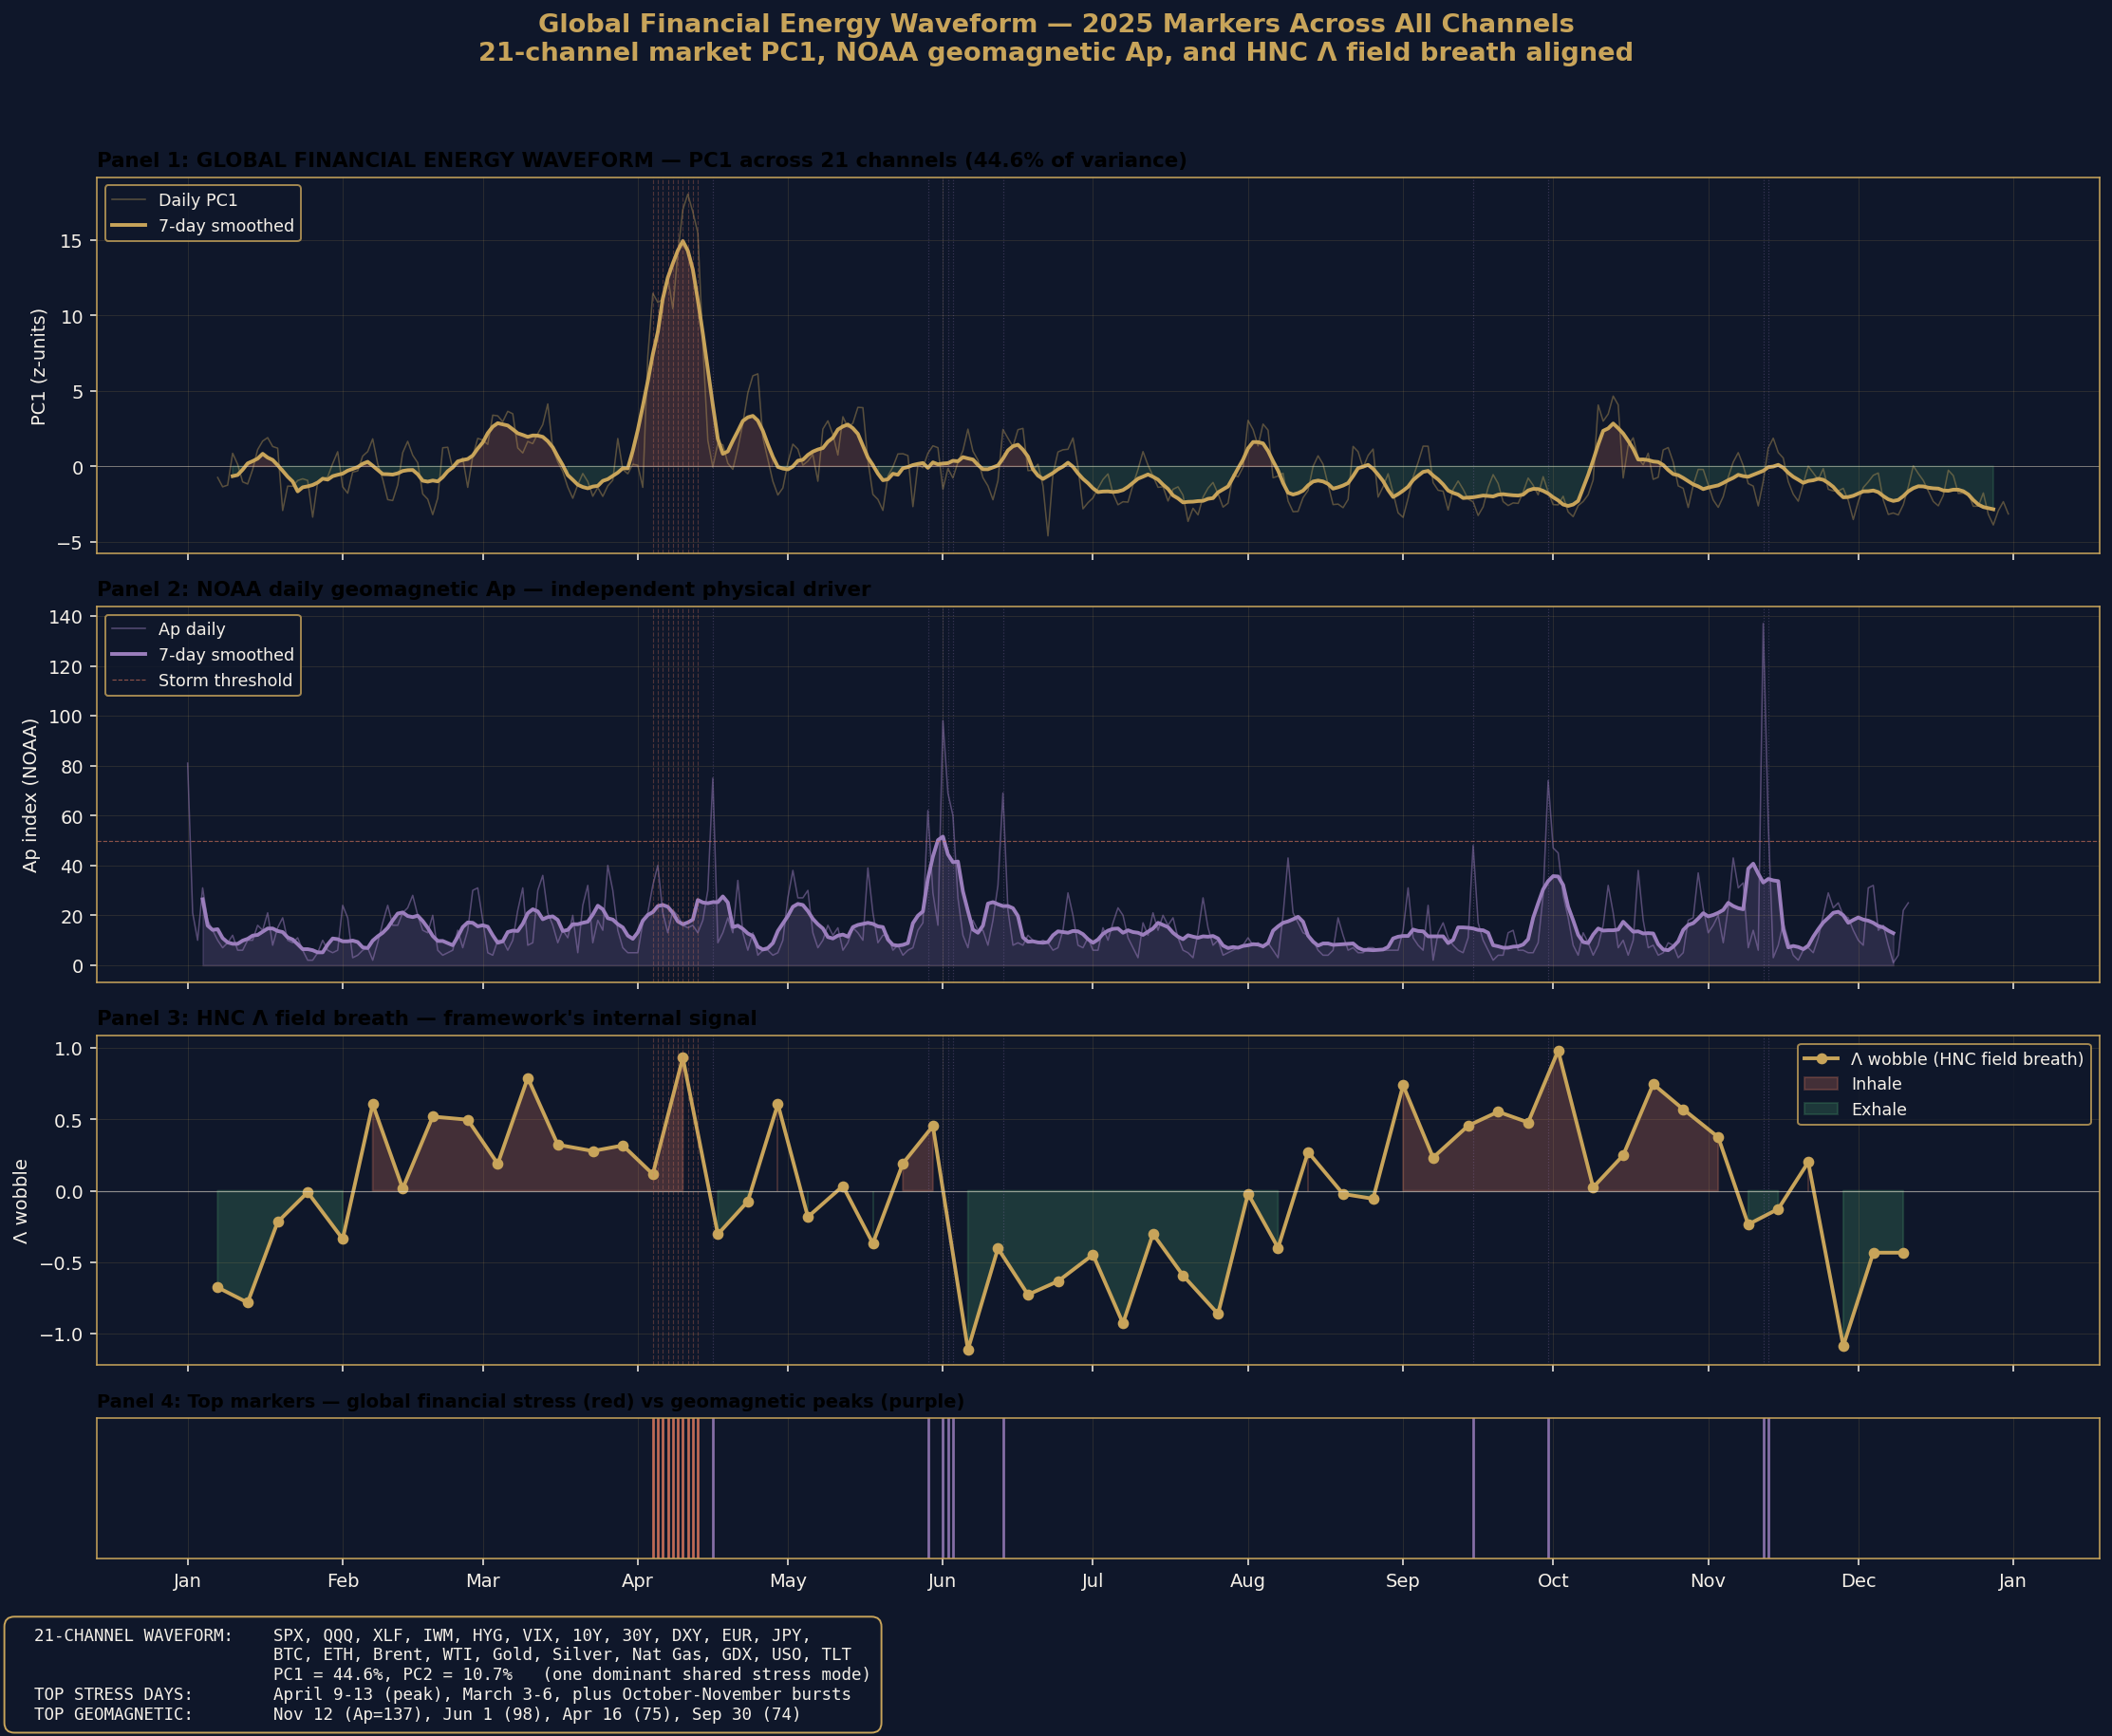 Global Financial Energy Waveform — 2025 Markers Across All Channels
21-channel market PC1, NOAA geomagnetic Ap, and HNC Λ field breath aligned
Panel 1: GLOBAL FINANCIAL ENERGY WAVEFORM — PC1 across 21 channels (44.6% of variance)
Daily PC1
7-day smoothed
PC1 (z-units)
15
10
5
0
−5
Panel 2: NOAA daily geomagnetic Ap — independent physical driver
Ap daily
7-day smoothed
Storm threshold
Ap index (NOAA)
140
120
100
80
60
40
20
0
Panel 3: HNC Λ field breath — framework's internal signal
Λ wobble (HNC field breath)
Inhale
Exhale
Λ wobble
1.0
0.5
0.0
−0.5
−1.0
Panel 4: Top markers — global financial stress (red) vs geomagnetic peaks (purple)
Jan Feb Mar Apr May Jun Jul Aug Sep Oct Nov Dec Jan
21-CHANNEL WAVEFORM: SPX, QQQ, XLF, IWM, HYG, VIX, 10Y, 30Y, DXY, EUR, JPY,
BTC, ETH, Brent, WTI, Gold, Silver, Nat Gas, GDX, USO, TLT
PC1 = 44.6%, PC2 = 10.7% (one dominant shared stress mode)
TOP STRESS DAYS: April 9-13 (peak), March 3-6, plus October-November bursts
TOP GEOMAGNETIC: Nov 12 (Ap=137), Jun 1 (98), Apr 16 (75), Sep 30 (74)